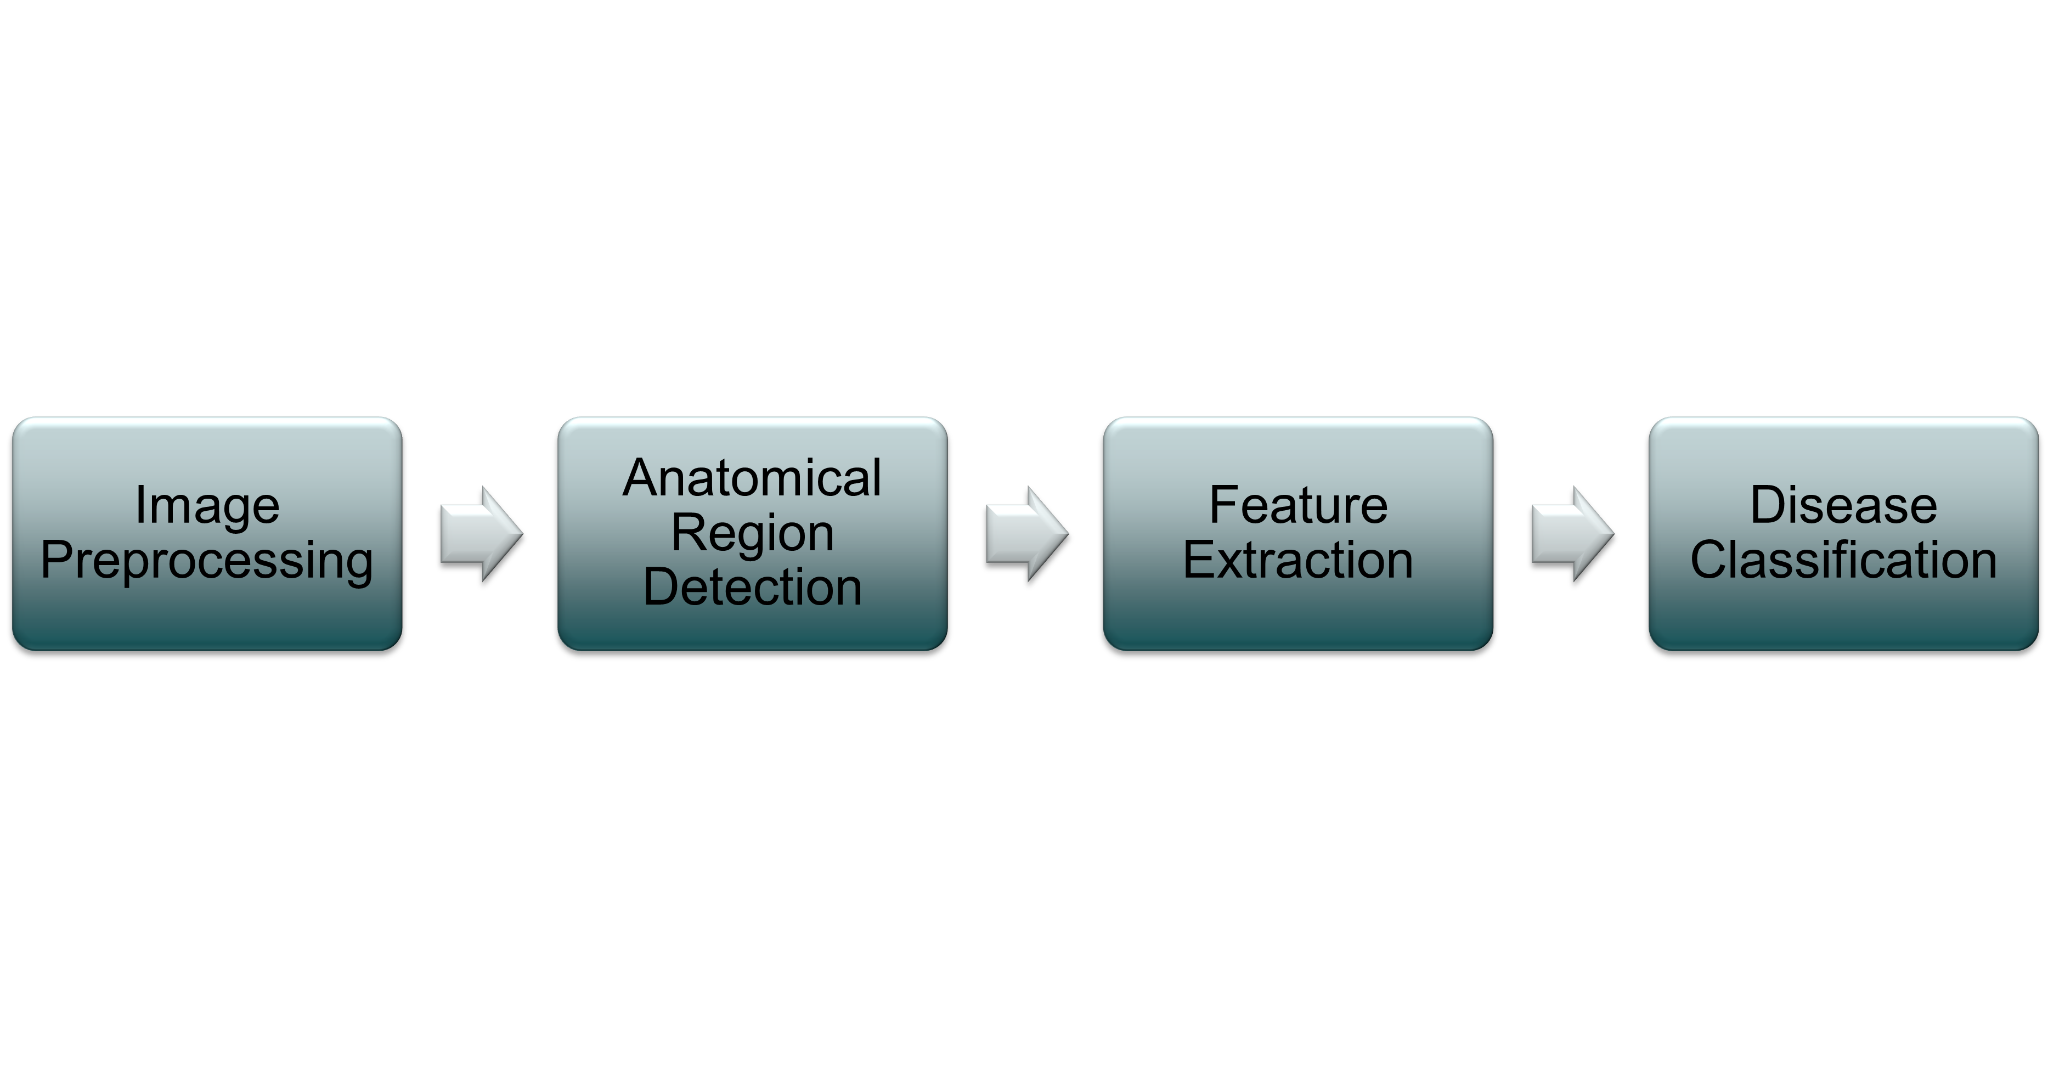 Image
Preprocessing
Anatomical
Region
Detection
Feature
Extraction
Disease
Classification